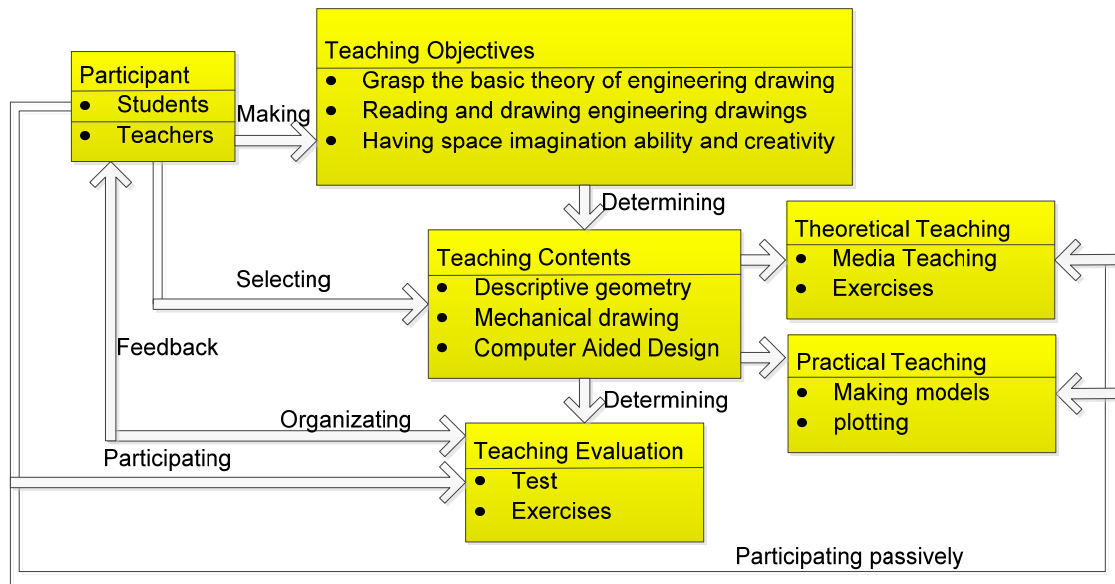 Participant
Students
Teachers
Making
Teaching Objectives
Grasp the basic theory of engineering drawing
Reading and drawing engineering drawings
Having space imagination ability and creativity
Determining
Selecting
Teaching Contents
Descriptive geometry
Mechanical drawing
Computer Aided Design
Theoretical Teaching
Media Teaching
Exercises
Practical Teaching
Making models
plotting
Feedback
Determining
Organizating
Participating
Teaching Evaluation
Test
Exercises
Participating passively